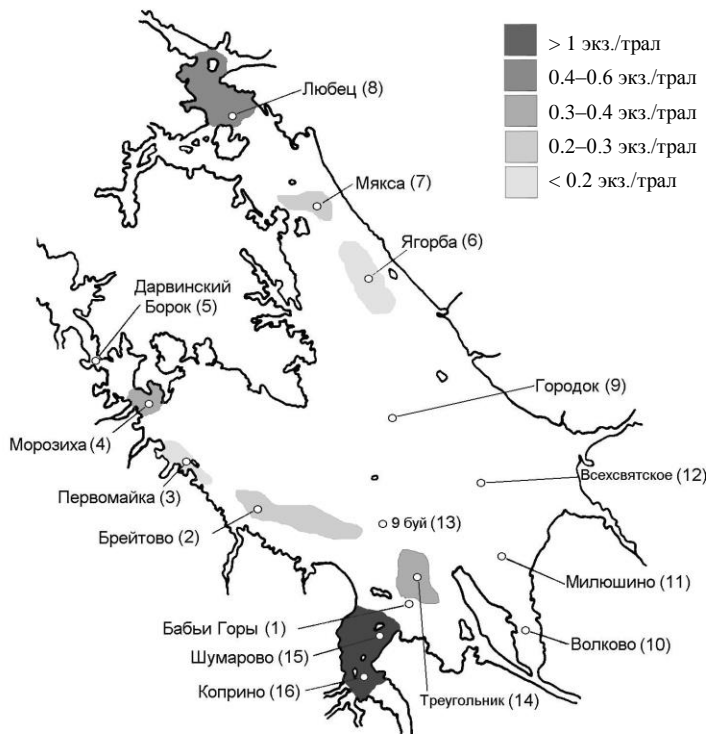 > 1 экз./трал
0.4–0.6 экз./трал
0.3–0.4 экз./трал
0.2–0.3 экз./трал
< 0.2 экз./трал
Любец (8)
Мякса (7)
Ягорба (6)
Дарвинский
Борок (5)
Городок (9)
Морозиха (4)
Всехсвятское (12)
Первомайка (3)
9 буй (13)
Брейтово (2)
Милюшино (11)
Бабьи Горы (1)
Волково (10)
Шумарово (15)
Коприно (16)
Треугольник (14)